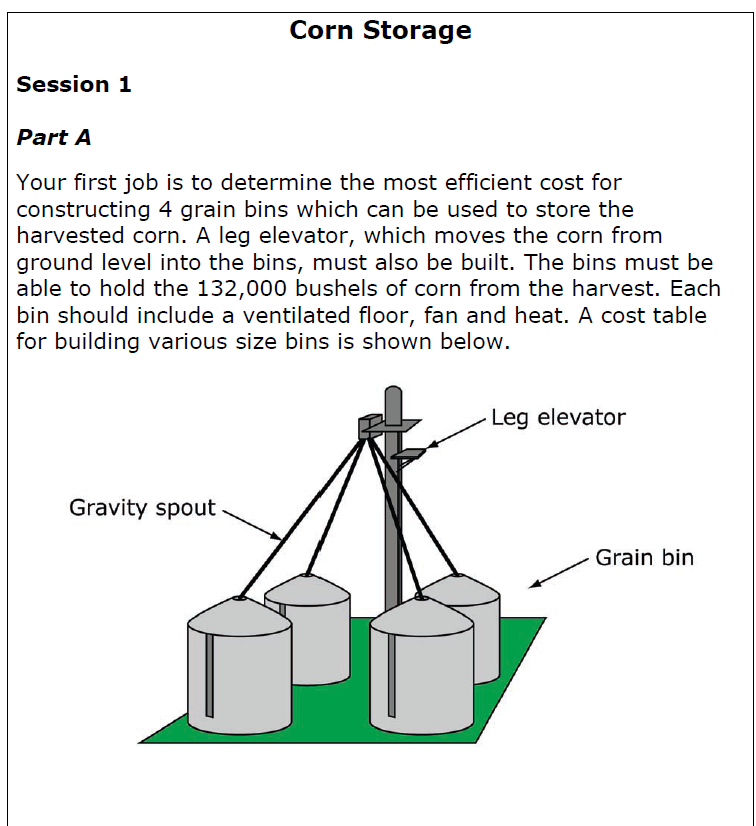 Corn Storage
Session 1
Part A
Your first job is to determine the most efficient cost for
constructing 4 grain bins which can be used to store the
harvested corn. A leg elevator, which moves the corn from
ground level into the bins, must also be built. The bins must be
able to hold the 132,000 bushels of corn from the harvest. Each
bin should include a ventilated floor, fan and heat. A cost table
for building various size bins is shown below.
Leg elevator
Gravity spout
Grain bin